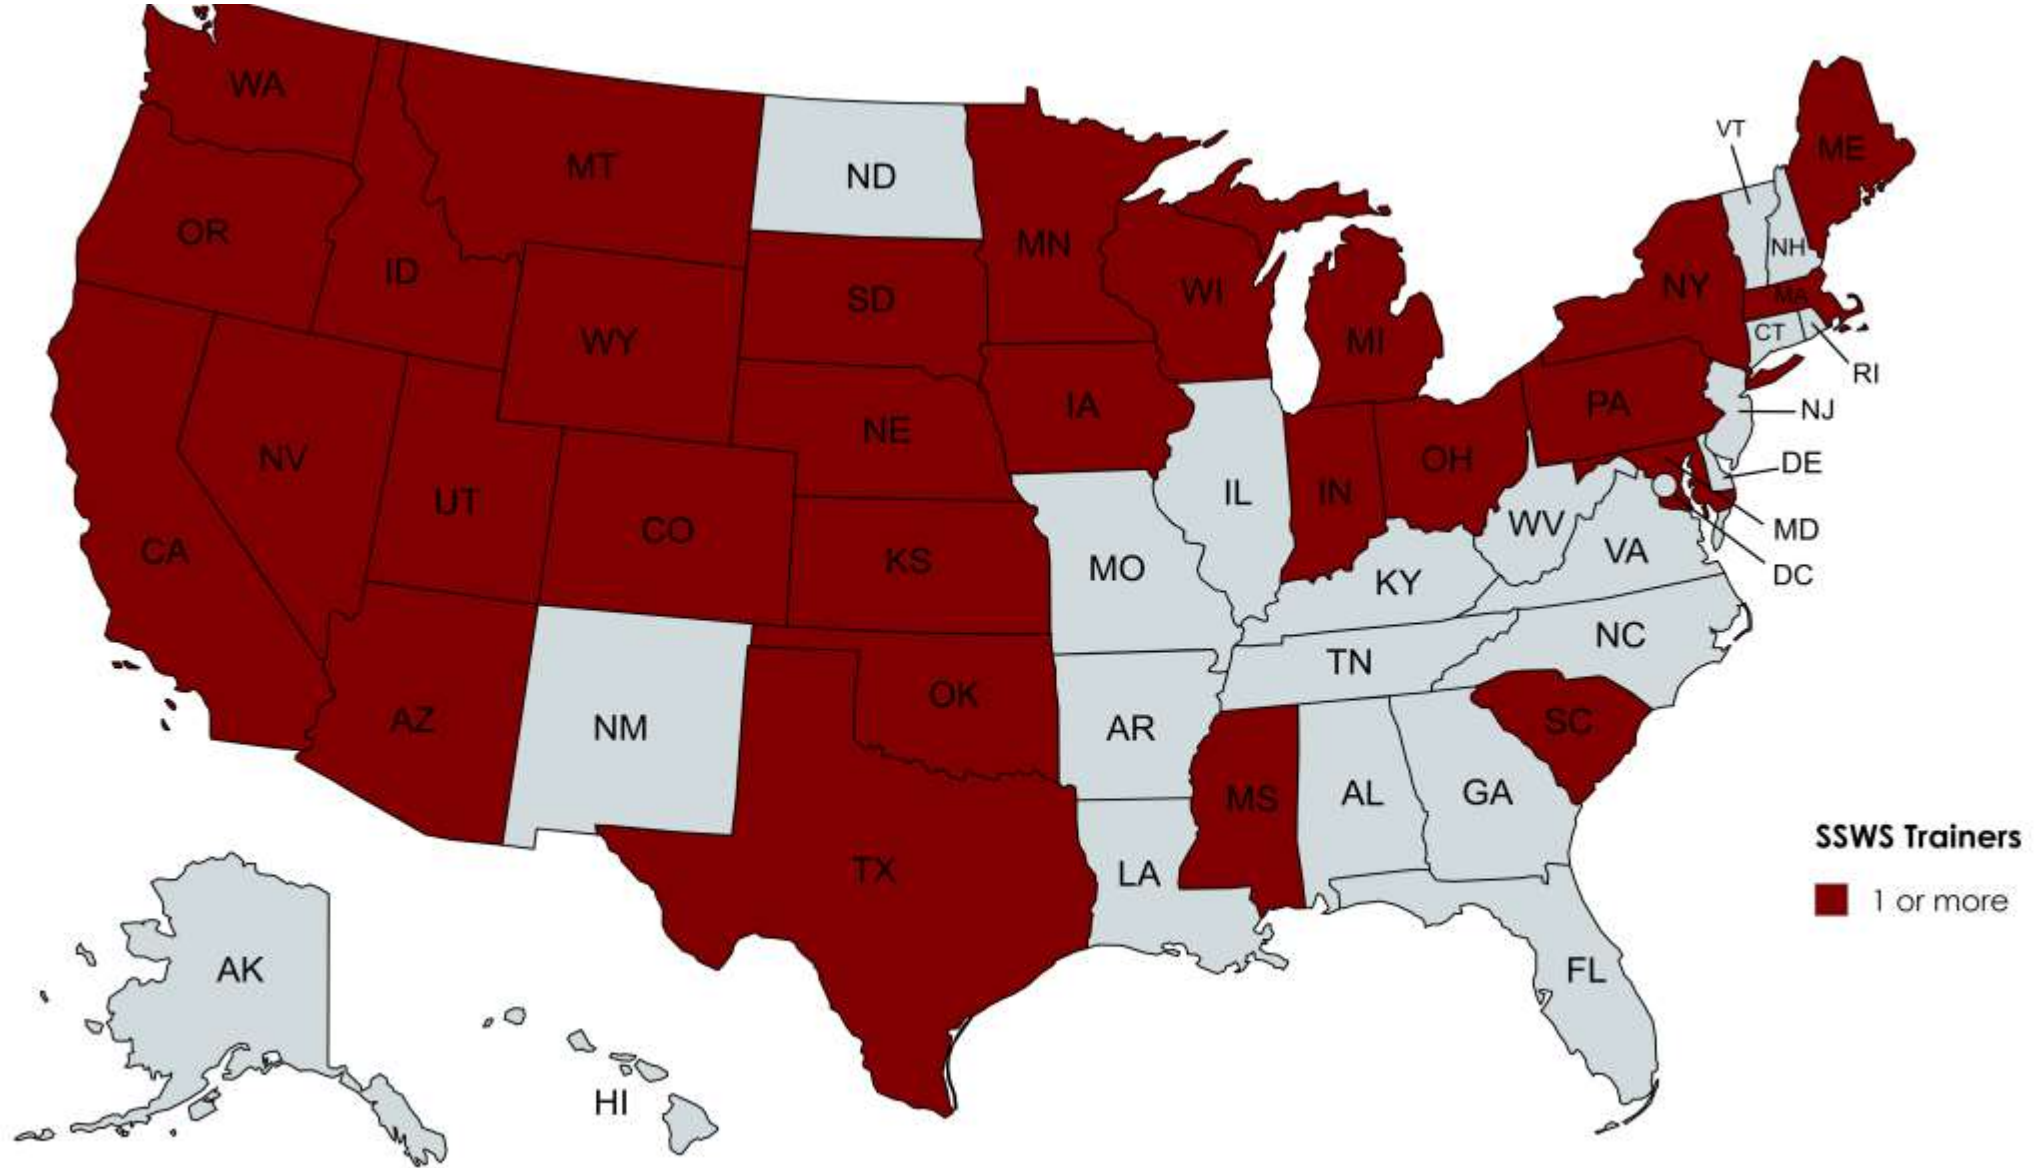 WA
MT
ND
VT
ME
OR
ID
MN
NH
SD
WI
NY
MA
WY
MI
CT
RI
NE
IA
PA
NJ
NV
UT
IL
IN
OH
DE
CO
WV
MD
CA
KS
MO
KY
VA
DC
NC
TN
OK
AZ
NM
AR
SC
MS
AL
GA
TX
LA
SSWS Trainers
1 or more
AK
FL
HI